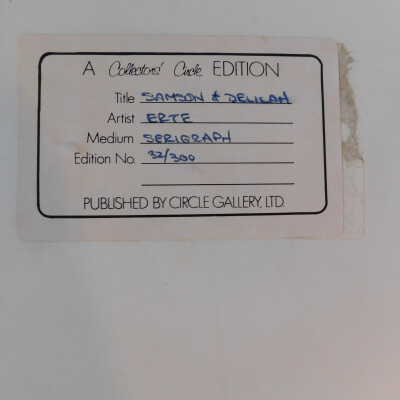 A Collectors' Circle EDITION
Title SAMSON & DELILAH
Artist ERTE
Medium SERIGRAPH
Edition No. 32/300
PUBLISHED BY CIRCLE GALLERY, LTD.